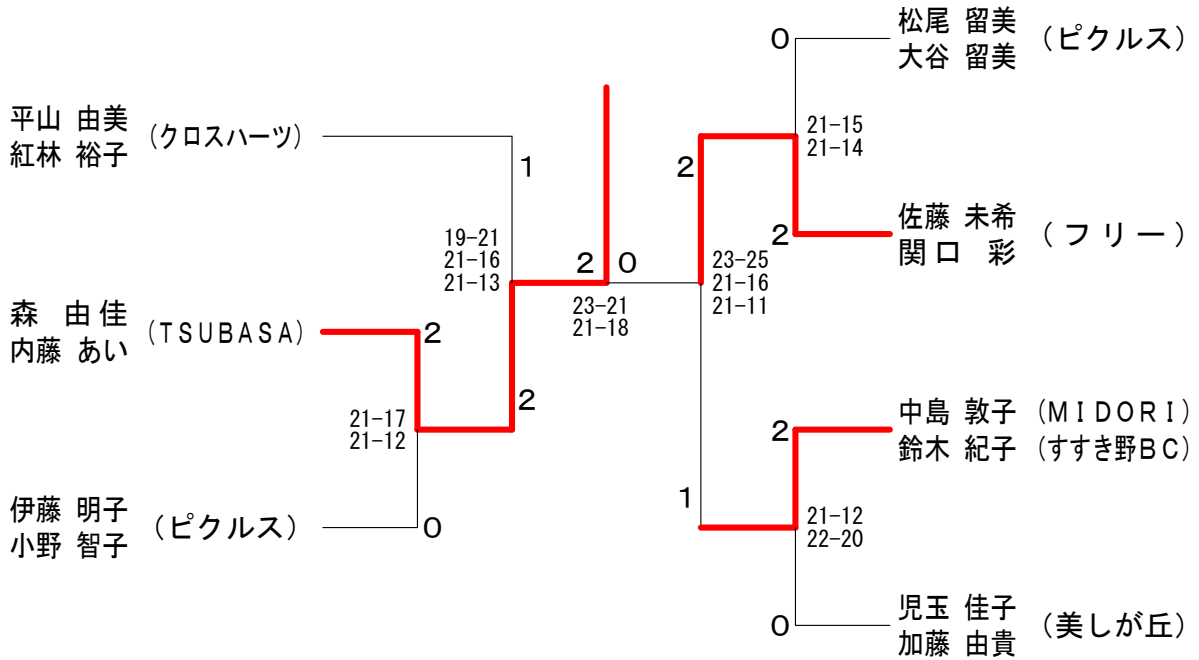 平山 由美 (クロスハーツ)
紅林 裕子
1
19-21
21-16
21-13
森 由佳 (TSUBASA)
内藤 あい
2
21-17
21-12
2
伊藤 明子 (ピクルス)
小野 智子
0
2 0
23-21
21-18
松尾 留美 (ピクルス)
大谷 留美
0
21-15
21-14
2
佐藤 未希 (フリー)
関口 彩
2
23-25
21-16
21-11
中島 敦子 (MIDORI)
鈴木 紀子 (すすき野BC)
2
1
21-12
22-20
児玉 佳子 (美しが丘)
加藤 由貴
0